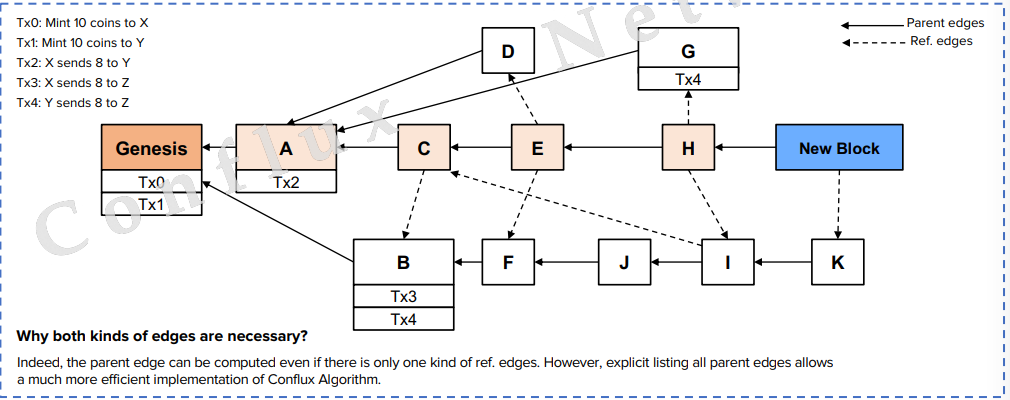 Tx0: Mint 10 coins to X
Tx1: Mint 10 coins to Y
Tx2: X sends 8 to Y
Tx3: X sends 8 to Z
Tx4: Y sends 8 to Z
Parent edges
Ref. edges
D
G
Tx4
Genesis
Tx0
Tx1
A
Tx2
C
E
H
New Block
B
Tx3
Tx4
F
J
I
K
Conflux Net
Why both kinds of edges are necessary?
Indeed, the parent edge can be computed even if there is only one kind of ref. edges. However, explicit listing all parent edges allows
a much more efficient implementation of Conflux Algorithm.